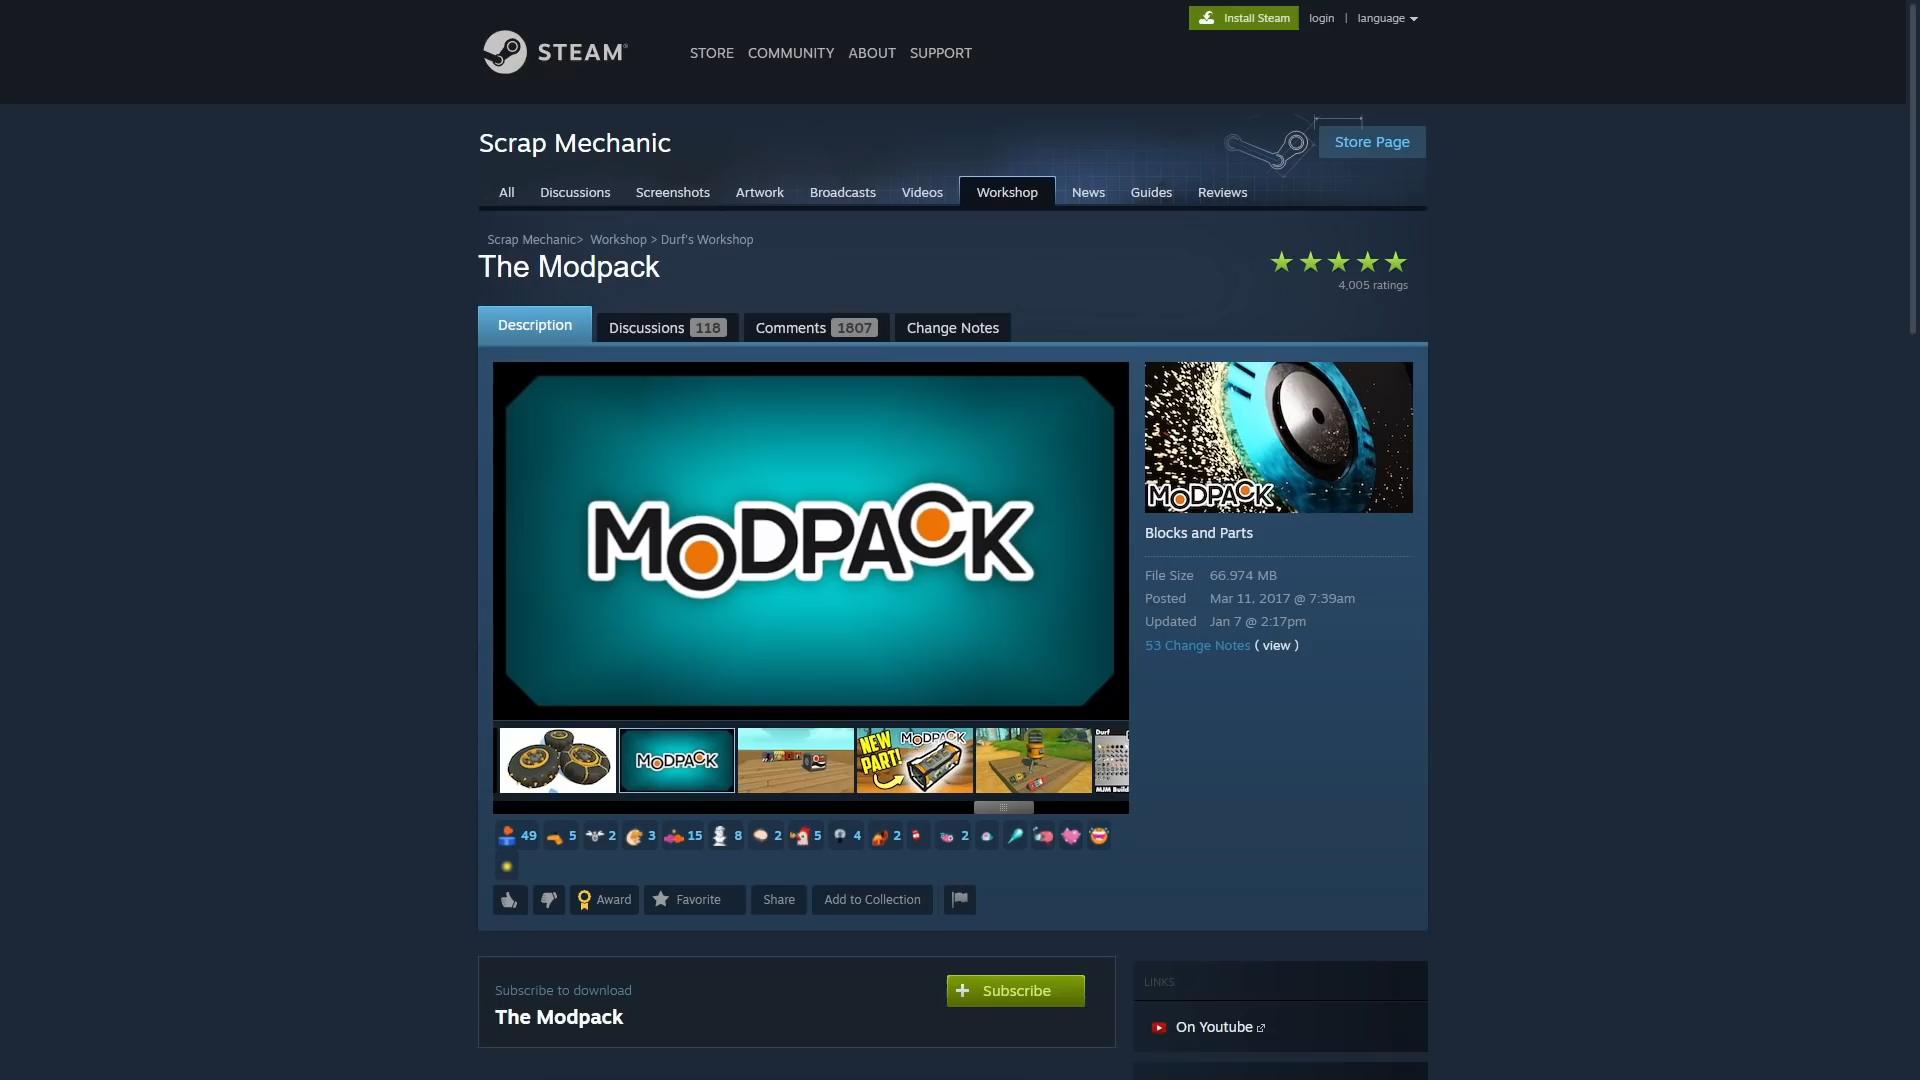 Install Steam login | language
STEAM®
STORE COMMUNITY ABOUT SUPPORT
Scrap Mechanic
Store Page
All Discussions Screenshots Artwork Broadcasts Videos Workshop News Guides Reviews
Scrap Mechanic> Workshop > Durf's Workshop
The Modpack
4,005 ratings
Description Discussions 118 Comments 1807 Change Notes
MODPACK
MODPACK
Blocks and Parts
File Size 66.974 MB
Posted Mar 11, 2017 @ 7:39am
Updated Jan 7 @ 2:17pm
53 Change Notes ( view )
MODPACK
NEW PART!
MODPACK
Durf
MJM Build
49 5 2 3 15 8 2 5 4 2 2
Award Favorite Share Add to Collection
Subscribe to download
The Modpack
Subscribe
LINKS
On Youtube